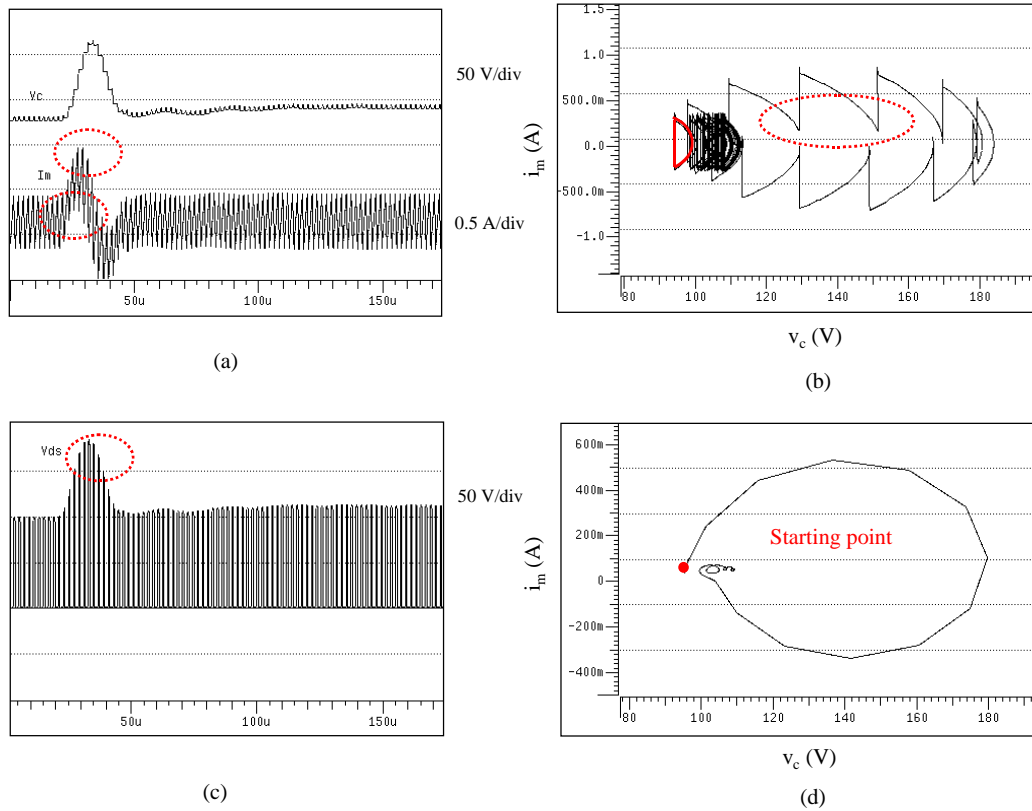 Vc
50 V/div
Im
0.5 A/div
50u 100u 150u
(a)
1.5
1.0
500.0m
0.0
-500.0m
-1.0
i_m (A)
80 100 120 140 160 180
v_c (V)
(b)
Vds
50 V/div
50u 100u 150u
(c)
600m
400m
200m
0
-200m
-400m
i_m (A)
Starting point
80 100 120 140 160 180
v_c (V)
(d)